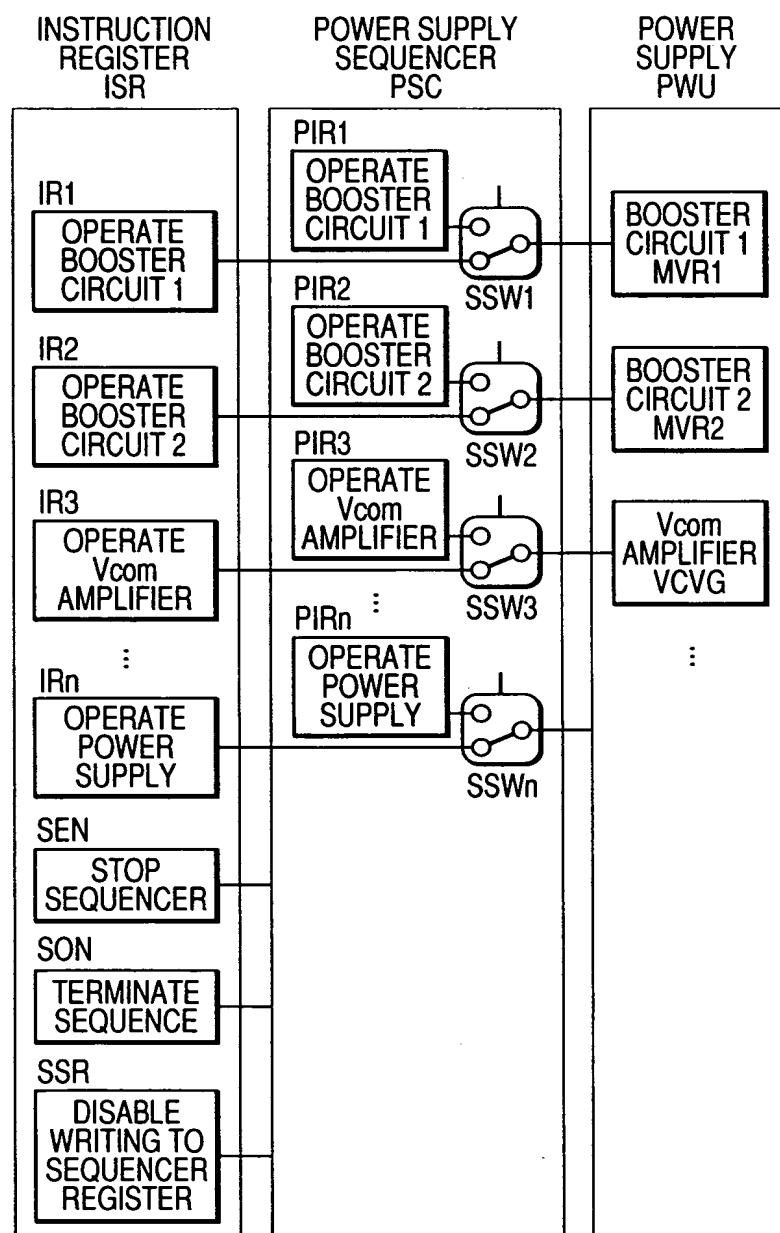 INSTRUCTION
REGISTER
ISR
POWER SUPPLY
SEQUENCER
PSC
POWER
SUPPLY
PWU
IR1
OPERATE
BOOSTER
CIRCUIT 1
IR2
OPERATE
BOOSTER
CIRCUIT 2
IR3
OPERATE
Vcom
AMPLIFIER
⋮
IRn
OPERATE
POWER
SUPPLY
SEN
STOP
SEQUENCER
SON
TERMINATE
SEQUENCE
SSR
DISABLE
WRITING TO
SEQUENCER
REGISTER
PIR1
OPERATE
BOOSTER
CIRCUIT 1
SSW1
PIR2
OPERATE
BOOSTER
CIRCUIT 2
SSW2
PIR3
OPERATE
Vcom
AMPLIFIER
SSW3
⋮
PIRn
OPERATE
POWER
SUPPLY
SSWn
BOOSTER
CIRCUIT 1
MVR1
BOOSTER
CIRCUIT 2
MVR2
Vcom
AMPLIFIER
VCVG
⋮